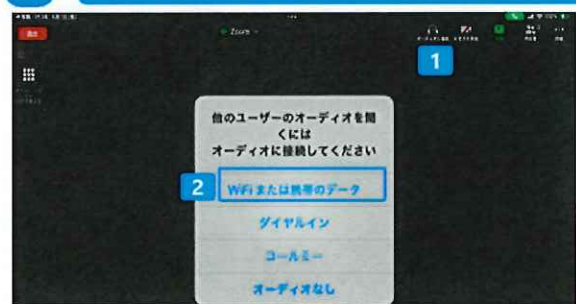 退出
Zoom
1
他のユーザーのオーディオを聞
くには
オーディオに接続してください
2
WiFiまたは携帯のデータ
ダイヤルイン
コールミー
オーディオなし